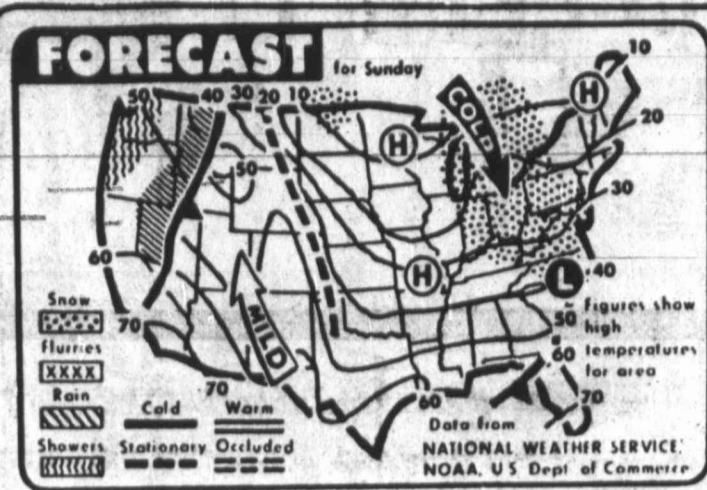 FORECAST
for Sunday
50 40 30 20 10
10
20
30
40
50
60
70
COLD
H
H
H
L
50
60
70
70
60
MILD
Snow
Flurries
XXXX
Rain
Showers
Cold Warm
Stationary Occluded
Figures show
high
temperatures
for area
Data from
NATIONAL WEATHER SERVICE,
NOAA, U.S. Dept of Commerce